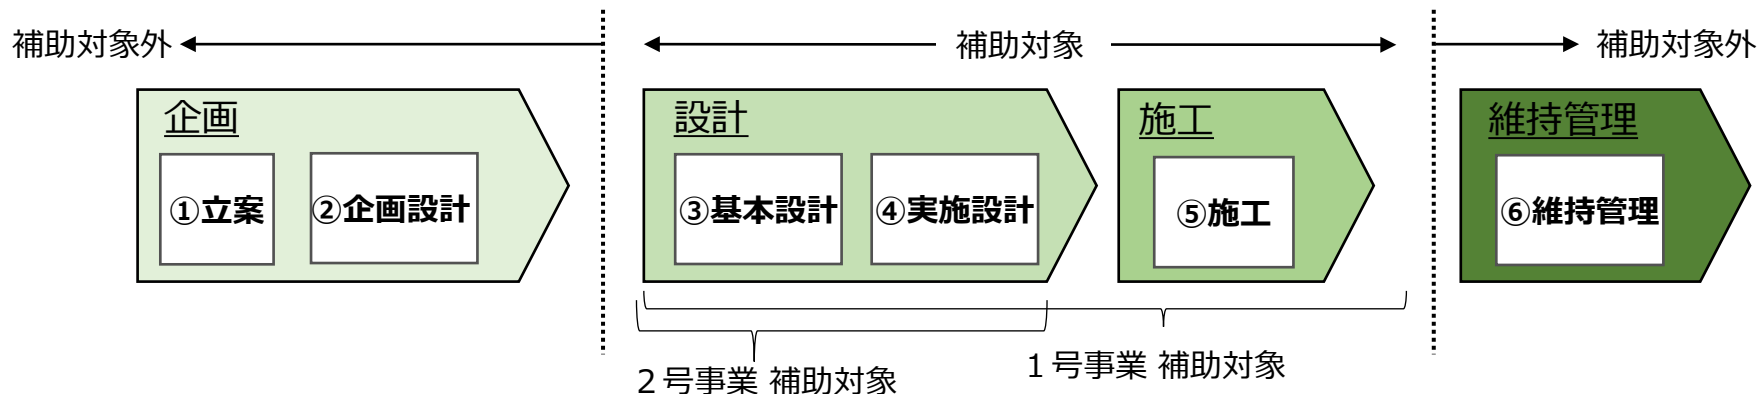 補助対象外
補助対象
補助対象外
企画
①立案
②企画設計
設計
③基本設計
④実施設計
施工
⑤施工
維持管理
⑥維持管理
２号事業 補助対象
１号事業 補助対象